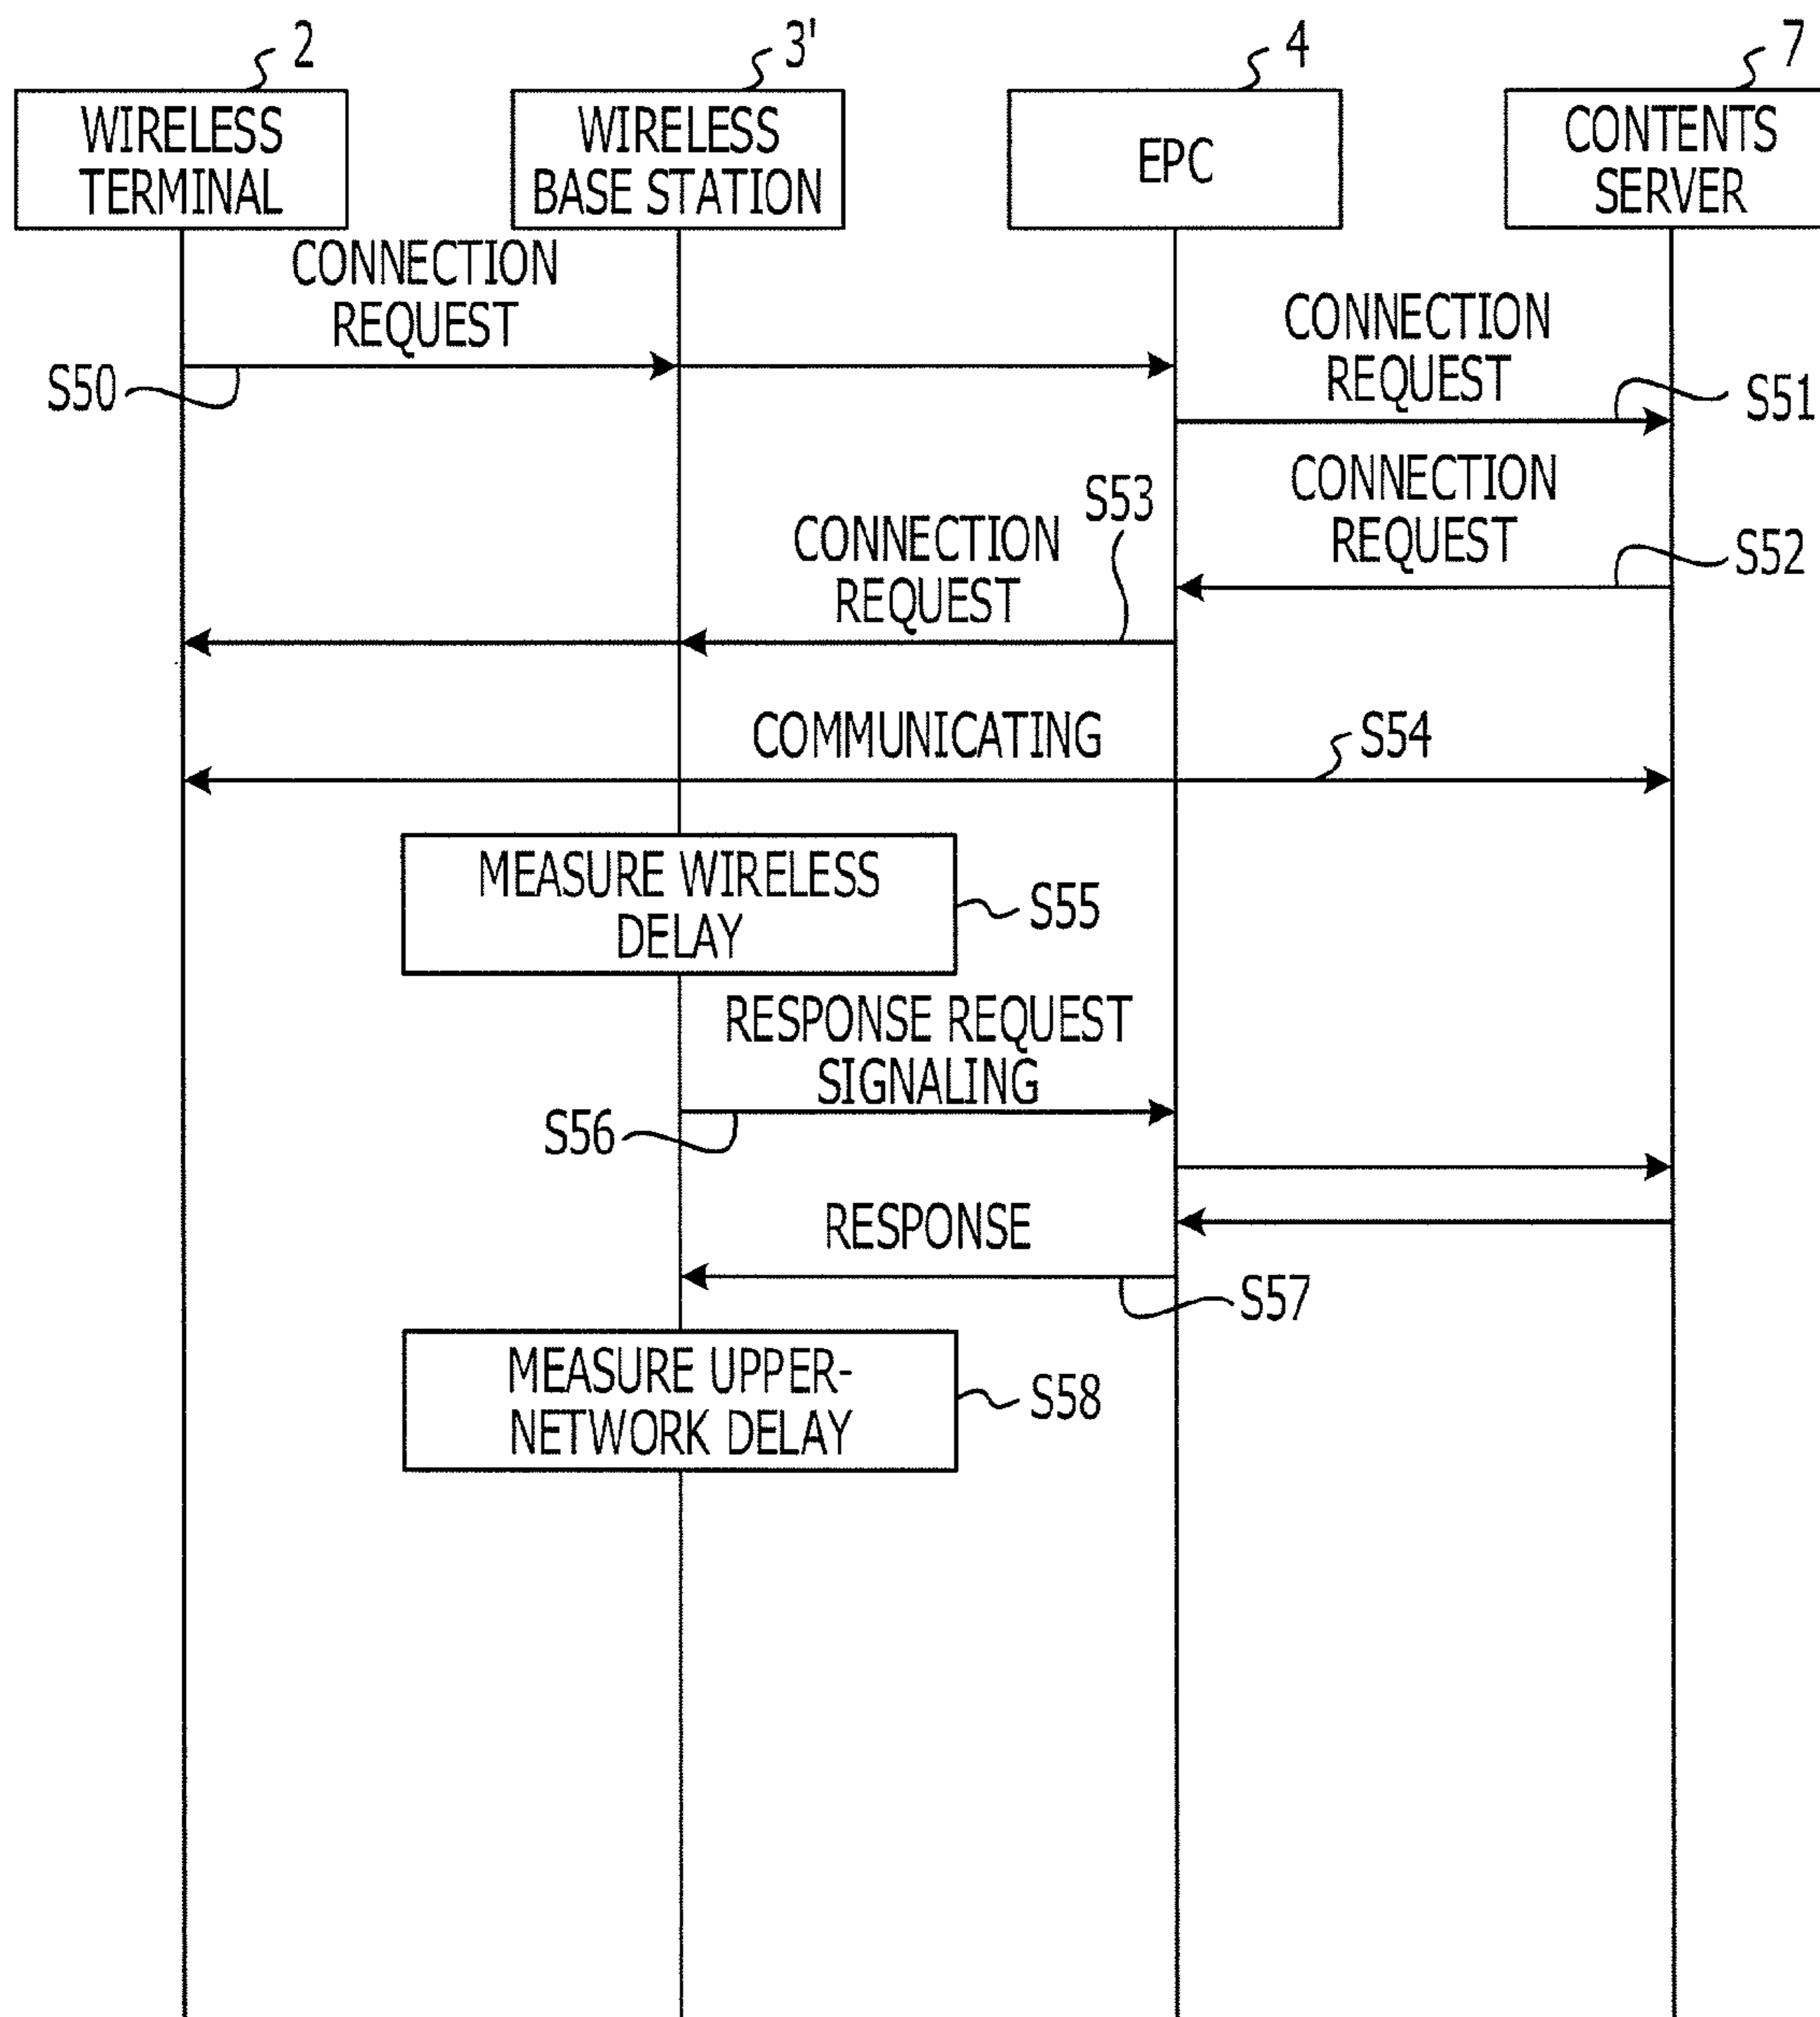 2
3'
4
7
WIRELESS
TERMINAL
WIRELESS
BASE STATION
EPC
CONTENTS
SERVER
CONNECTION
REQUEST
S50
CONNECTION
REQUEST
S51
CONNECTION
REQUEST
S52
S53
CONNECTION
REQUEST
COMMUNICATING
S54
MEASURE WIRELESS
DELAY
S55
RESPONSE REQUEST
SIGNALING
S56
RESPONSE
S57
MEASURE UPPER-
NETWORK DELAY
S58